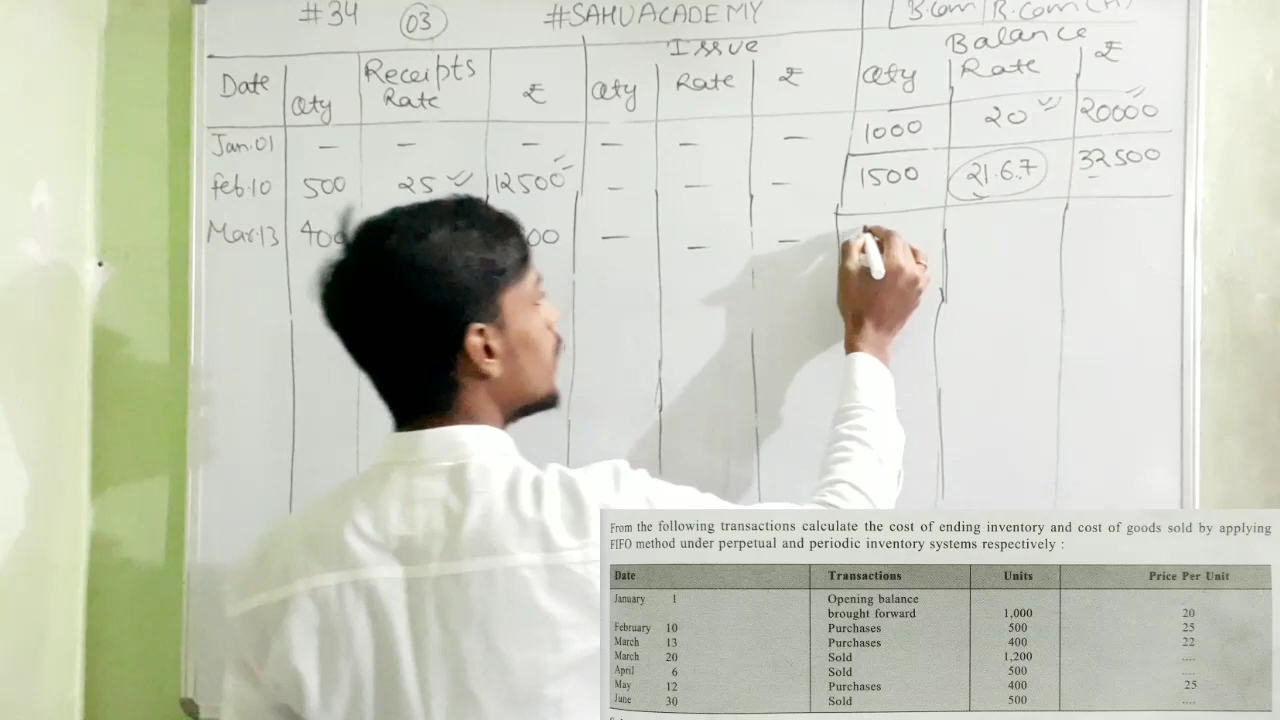 #34 03 #SAHUACADEMY B.Com/B.Com(H)
Receipts Issue Balance
Date Qty Rate ₹ Qty Rate ₹ Qty Rate ₹
Jan.01 — — — — — — 1000 20 20000
Feb.10 500 25 12500 — — — 1500 21.67 32500
Mar.13 400 00 — — —
From the following transactions calculate the cost of ending inventory and cost of goods sold by applying
FIFO method under perpetual and periodic inventory systems respectively :
Date Transactions Units Price Per Unit
January 1 Opening balance
brought forward 1,000 20
February 10 Purchases 500 25
March 13 Purchases 400 22
March 20 Sold 1,200 ....
April 6 Sold 500 ....
May 12 Purchases 400 25
June 30 Sold 500 ....